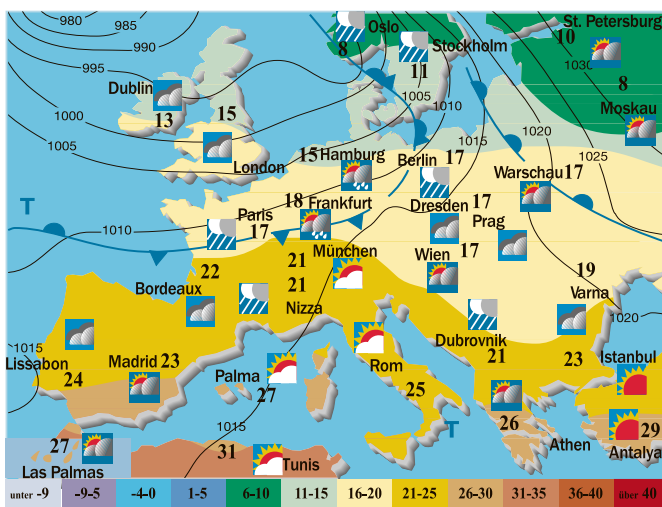 980
985
990
995
1000
1005
Oslo
8
Stockholm
11
St. Petersburg
10
1030
8
Moskau
Dublin
13
15
London
1005
1010
1015
1020
1025
15 Hamburg
Berlin 17
Warschau 17
18 Frankfurt
Dresden 17
Paris
17
Prag
T
1010
München
21
Wien 17
22
Bordeaux
21
Nizza
19
Varna
1020
1015
Lissabon
24
Madrid 23
Palma
27
Rom
25
Dubrovnik
21
23
Istanbul
26
Athen
29
Antalya
T
27
Las Palmas
1015
31
Tunis
unter -9
-9-5
-4-0
1-5
6-10
11-15
16-20
21-25
26-30
31-35
36-40
über 40